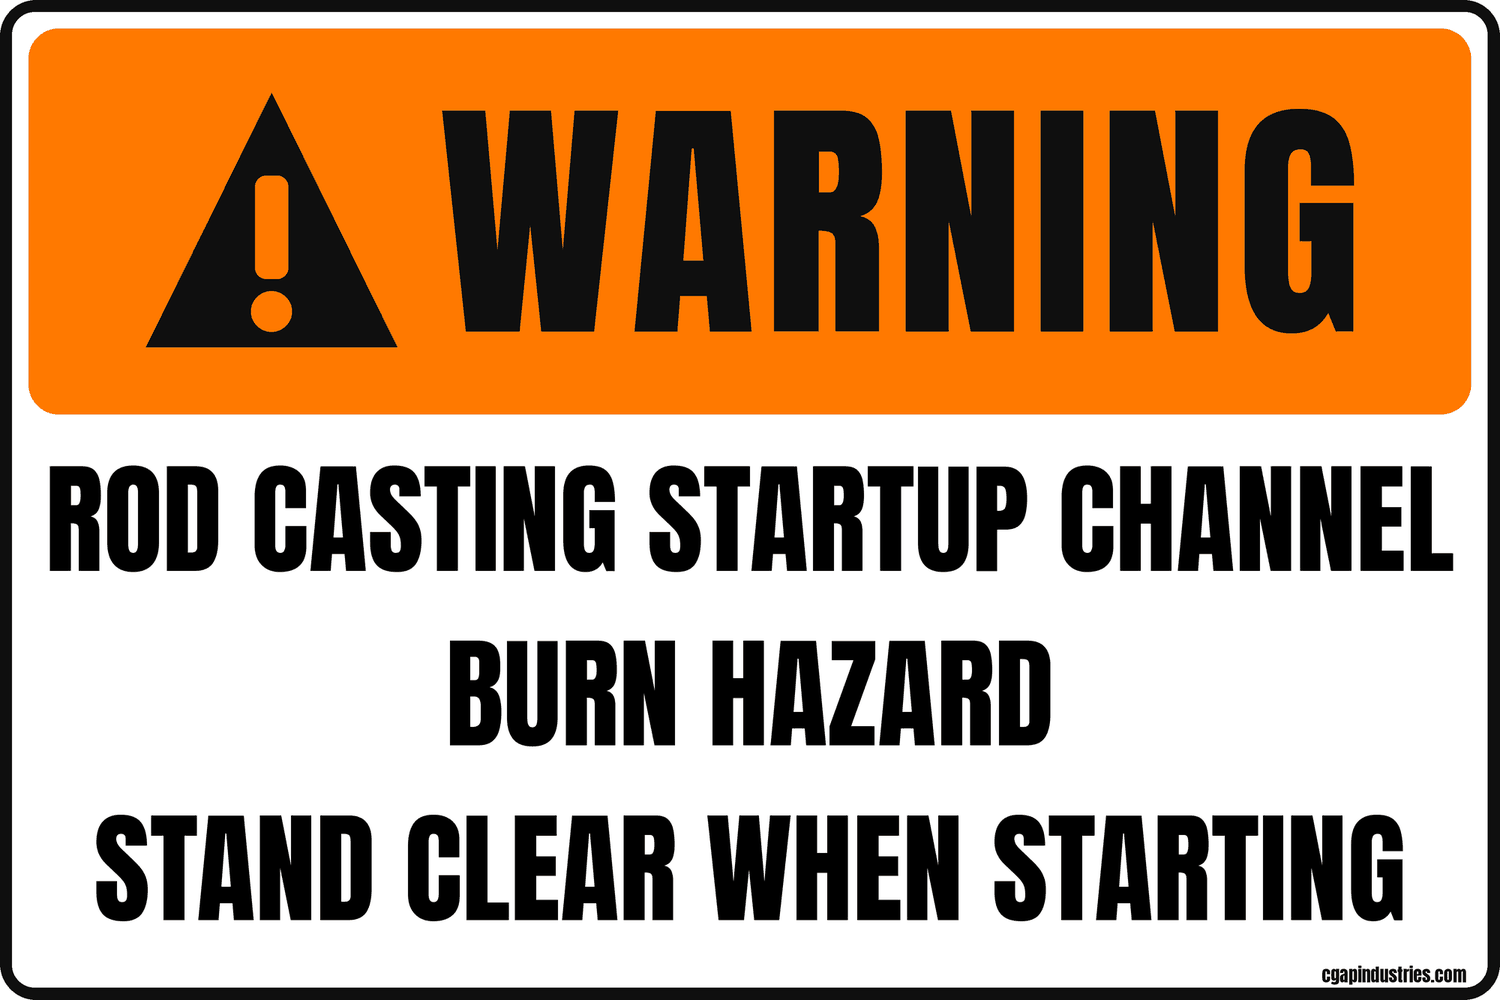 WARNING
ROD CASTING STARTUP CHANNEL
BURN HAZARD
STAND CLEAR WHEN STARTING
cgapindustries.com